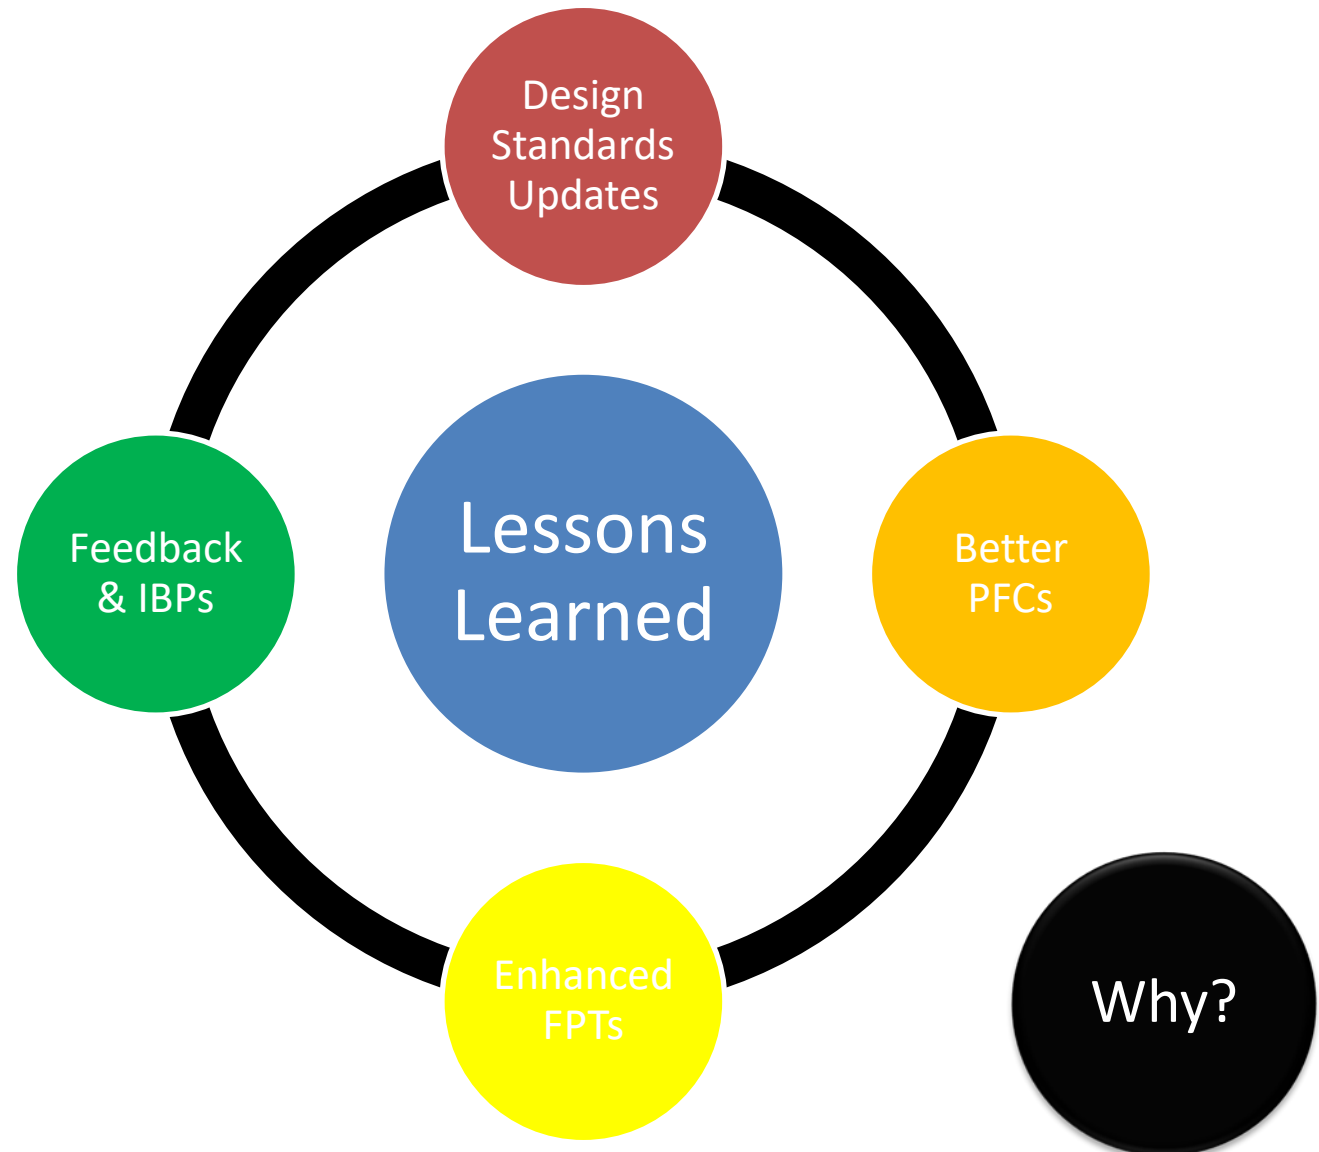 Design
Standards
Updates
Feedback
& IBPs
Lessons
Learned
Better
PFCs
Enhanced
FPTs
Why?